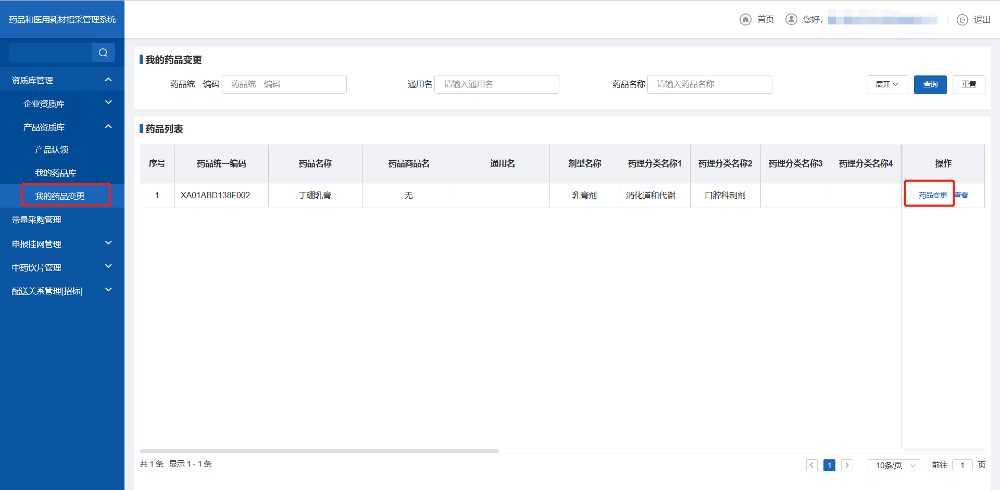 药品和医用耗材招采管理系统
首页 您好, 退出
资质库管理
企业资质库
产品资质库
产品认领
我的药品库
我的药品变更
带量采购管理
申报挂网管理
中药饮片管理
配送关系管理[招标]
我的药品变更
药品统一编码 药品统一编码 通用名 请输入通用名 药品名称 请输入药品名称 展开 查询 重置
药品列表
序号 药品统一编码 药品名称 药品商品名 通用名 剂型名称 药理分类名称1 药理分类名称2 药理分类名称3 药理分类名称4 操作
1 XA01ABD138F002... 丁硼乳膏 无 乳膏剂 消化道和代谢... 口腔科制剂 药品变更 查看
共 1 条 显示 1 - 1 条 1 10条/页 前往 1 页